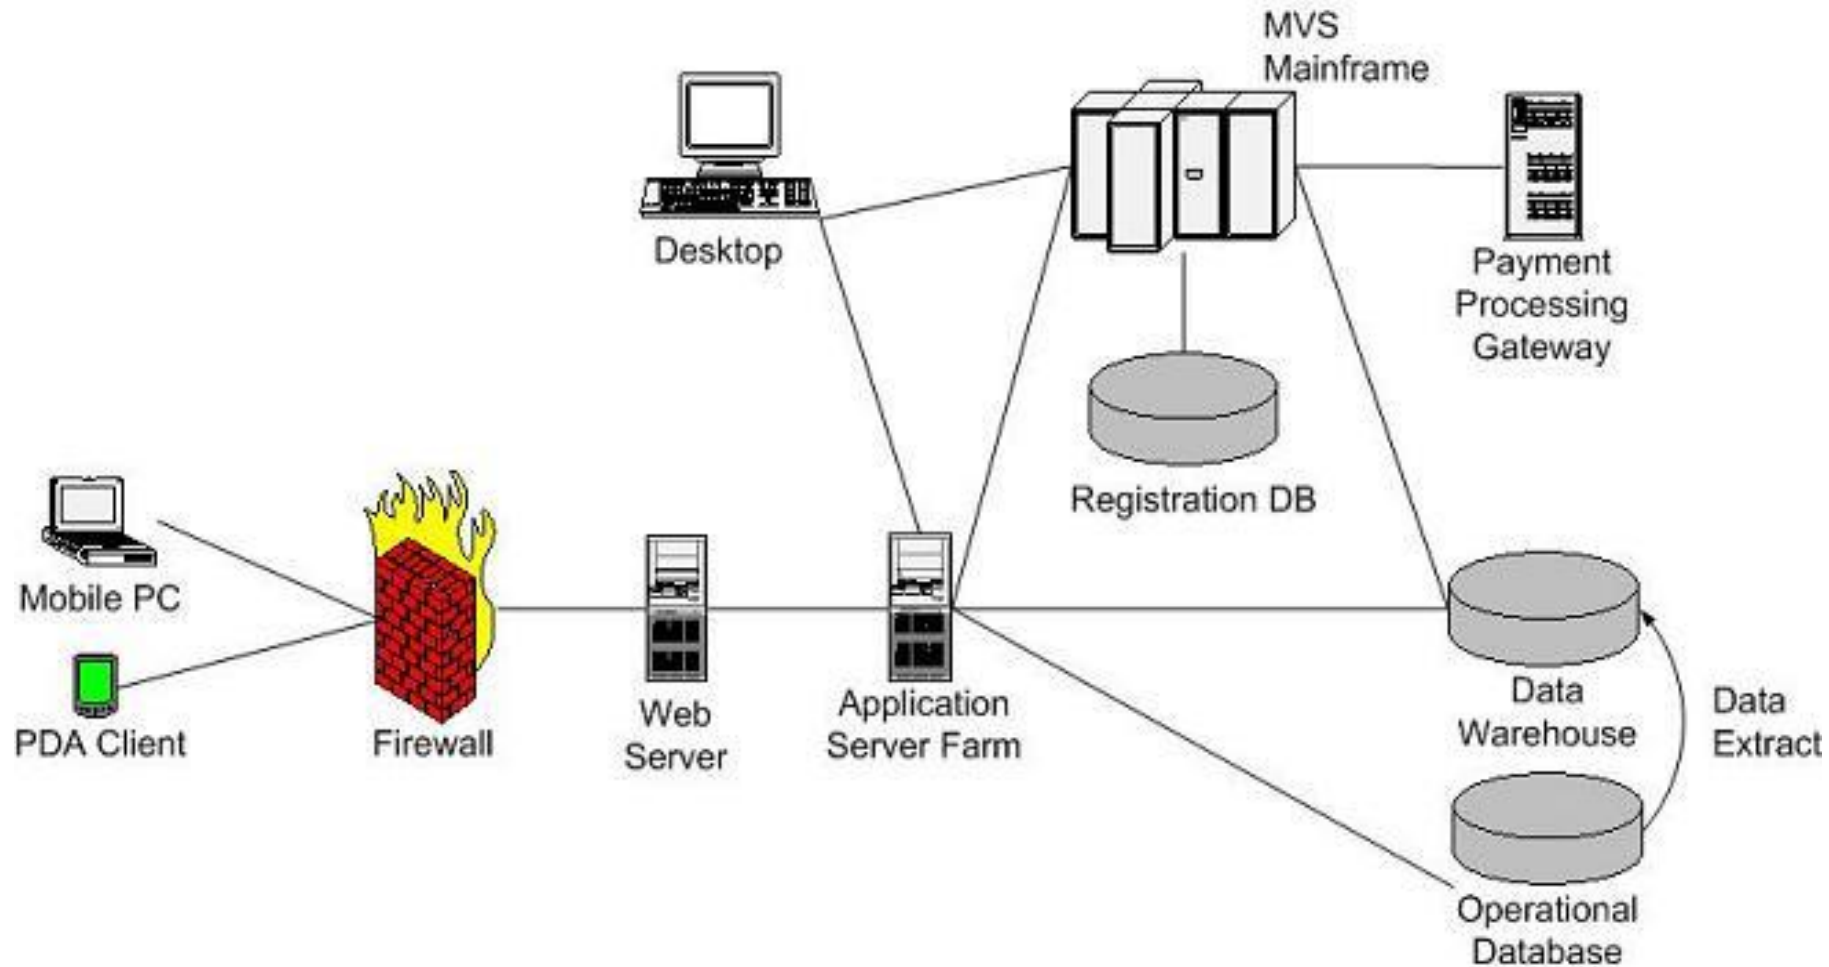 MVS
Mainframe
Desktop
Payment
Processing
Gateway
Registration DB
Mobile PC
PDA Client
Firewall
Web
Server
Application
Server Farm
Data
Warehouse
Data
Extract
Operational
Database